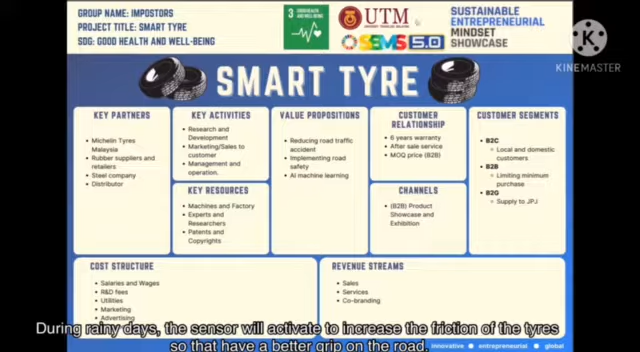 GROUP NAME: IMPOSTORS
PROJECT TITLE: SMART TYRE
SDG: GOOD HEALTH AND WELL-BEING
3 GOOD HEALTH AND WELL-BEING
UTM
SEMS 5.0
SUSTAINABLE
ENTREPRENEURIAL
MINDSET
SHOWCASE
KINEMASTER
SMART TYRE
KEY PARTNERS
• Michelin Tyres
Malaysia
• Rubber suppliers and
retailers
• Steel company
• Distributor
KEY ACTIVITIES
• Research and
Development
• Marketing/Sales to
customer
• Management and
operation.
KEY RESOURCES
• Machines and Factory
• Experts and
Researchers
• Patents and
Copyrights
VALUE PROPOSITIONS
• Reducing road traffic
accident
• Implementing road
safety
• AI machine learning
CUSTOMER
RELATIONSHIP
• 6 years warranty
• After sale service
• MOQ price (B2B)
CHANNELS
• (B2B) Product
Showcase and
Exhibition
CUSTOMER SEGMENTS
• B2C
Local and domestic
customers
• B2B
Limiting minimum
purchase
• B2G
Supply to JPJ
COST STRUCTURE
• Salaries and Wages
• R&D fees
• Utilities
• Marketing
• Advertising
REVENUE STREAMS
• Sales
• Services
• Co-branding
During rainy days, the sensor will activate to increase the friction of the tyres
so that have a better grip on the road.
innovative • entrepreneurial • global